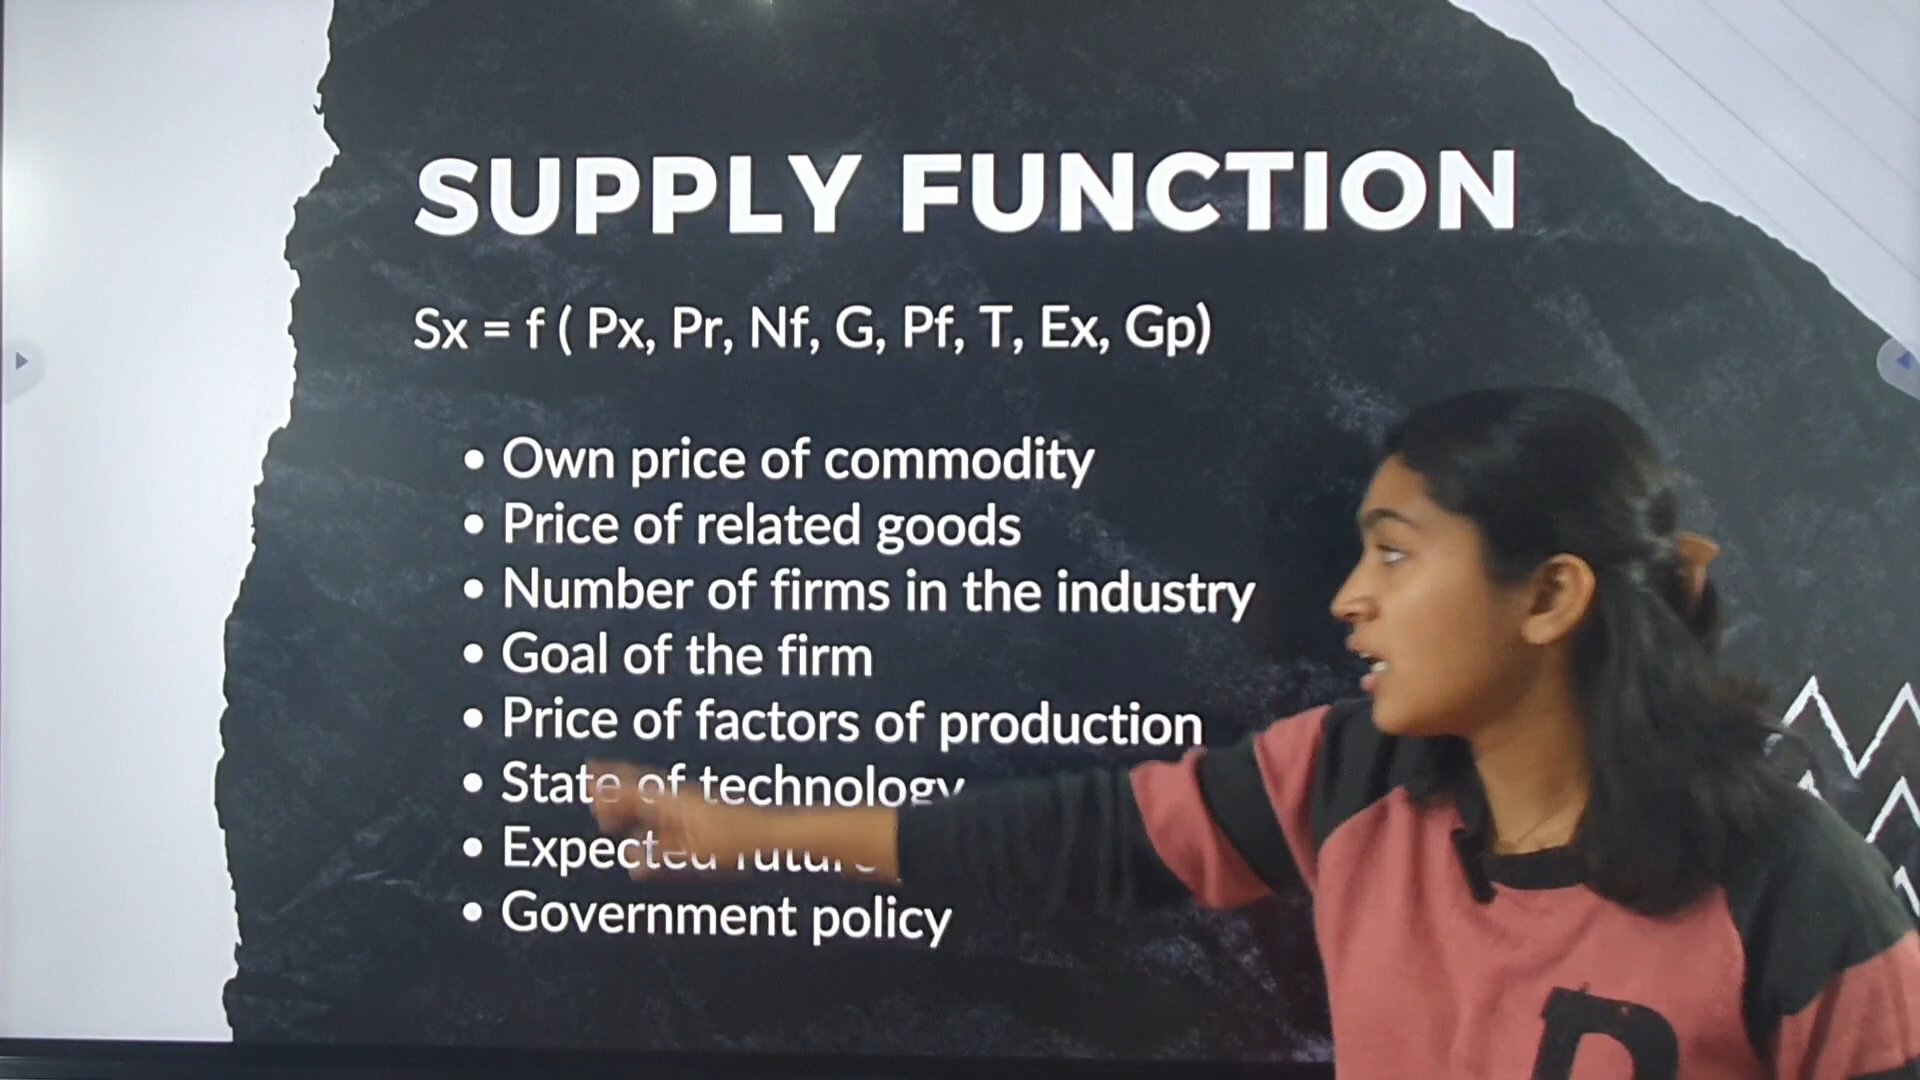 SUPPLY FUNCTION
Sx = f ( Px, Pr, Nf, G, Pf, T, Ex, Gp)
• Own price of commodity
• Price of related goods
• Number of firms in the industry
• Goal of the firm
• Price of factors of production
• State of technology
• Expected future
• Government policy